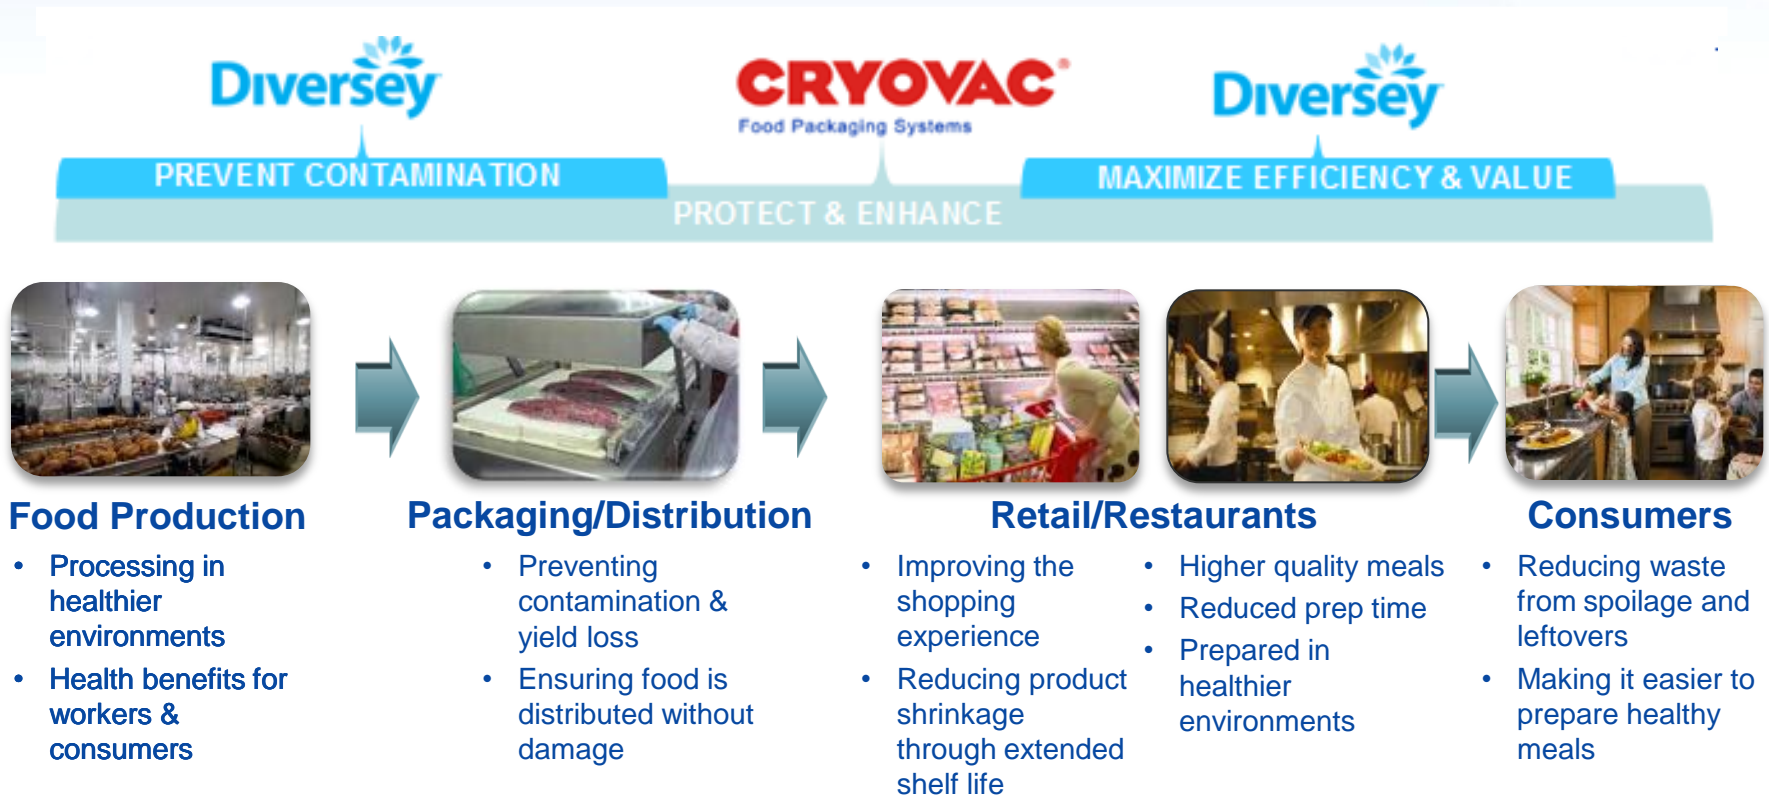 Diversey
CRYOVAC®
Food Packaging Systems
Diversey
PREVENT CONTAMINATION
MAXIMIZE EFFICIENCY & VALUE
PROTECT & ENHANCE
Food Production
• Processing in
healthier
environments
• Health benefits for
workers &
consumers
Packaging/Distribution
• Preventing
contamination &
yield loss
• Ensuring food is
distributed without
damage
Retail/Restaurants
• Improving the
shopping
experience
• Reducing product
shrinkage
through extended
shelf life
• Higher quality meals
• Reduced prep time
• Prepared in
healthier
environments
Consumers
• Reducing waste
from spoilage and
leftovers
• Making it easier to
prepare healthy
meals